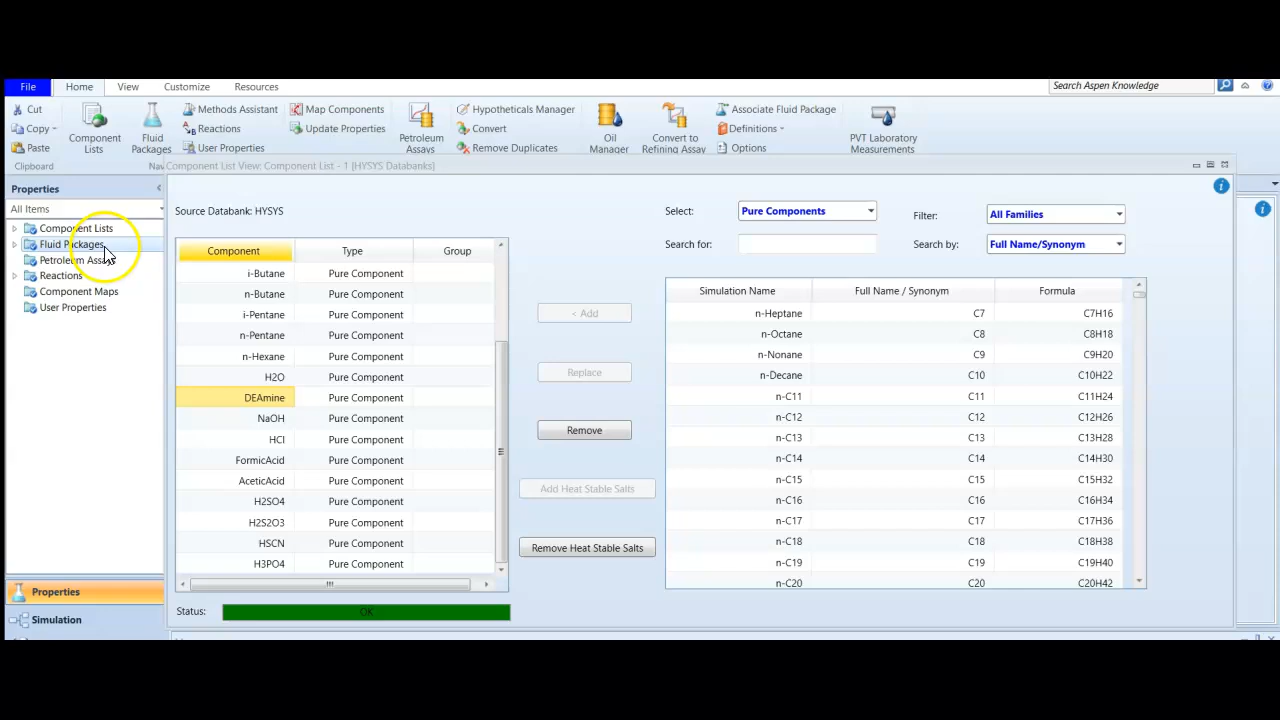 File Home View Customize Resources Search Aspen Knowledge
Cut Methods Assistant Map Components Hypotheticals Manager Associate Fluid Package
Copy Reactions Update Properties Convert Definitions
Paste User Properties Remove Duplicates Options
Component Lists
Fluid Packages
Petroleum Assays
Oil Manager
Convert to Refining Assay
PVT Laboratory Measurements
Clipboard
Component List View: Component List - 1 [HYSYS Databanks]
Properties
All Items
Component Lists
Fluid Packages
Petroleum Assays
Reactions
Component Maps
User Properties
Properties
Simulation
Source Databank: HYSYS
Component Type Group
i-Butane Pure Component
n-Butane Pure Component
i-Pentane Pure Component
n-Pentane Pure Component
n-Hexane Pure Component
H2O Pure Component
DEAmine Pure Component
NaOH Pure Component
HCl Pure Component
FormicAcid Pure Component
AceticAcid Pure Component
H2SO4 Pure Component
H2S2O3 Pure Component
HSCN Pure Component
H3PO4 Pure Component
Status: OK
< Add
Replace
Remove
Add Heat Stable Salts
Remove Heat Stable Salts
Select: Pure Components Filter: All Families
Search for: Search by: Full Name/Synonym
Simulation Name Full Name / Synonym Formula
n-Heptane C7 C7H16
n-Octane C8 C8H18
n-Nonane C9 C9H20
n-Decane C10 C10H22
n-C11 C11 C11H24
n-C12 C12 C12H26
n-C13 C13 C13H28
n-C14 C14 C14H30
n-C15 C15 C15H32
n-C16 C16 C16H34
n-C17 C17 C17H36
n-C18 C18 C18H38
n-C19 C19 C19H40
n-C20 C20 C20H42